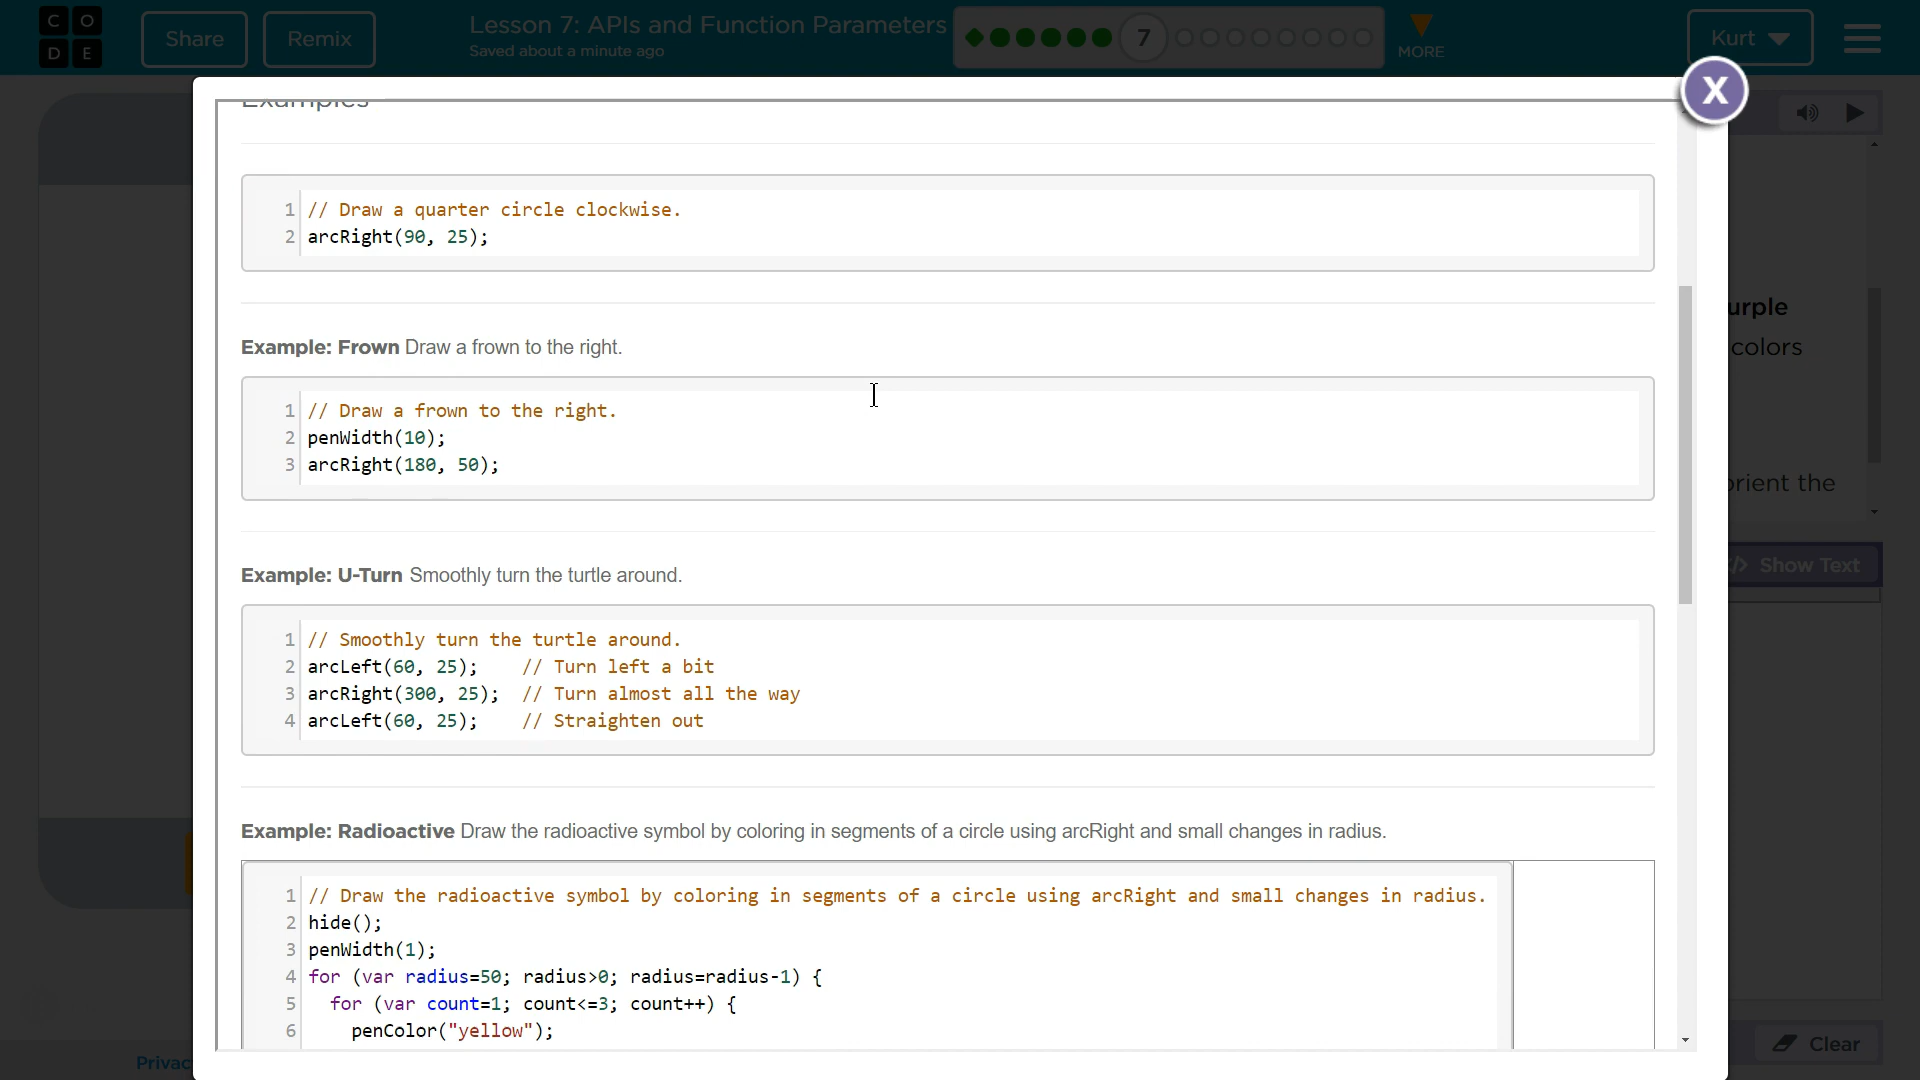 C O
D E
Share
Remix
Lesson 7: APIs and Function Parameters
Saved about a minute ago
7
MORE
Kurt
X
Examples
1 // Draw a quarter circle clockwise.
2 arcRight(90, 25);
Example: Frown Draw a frown to the right.
1 // Draw a frown to the right.
2 penWidth(10);
3 arcRight(180, 50);
Example: U-Turn Smoothly turn the turtle around.
1 // Smoothly turn the turtle around.
2 arcLeft(60, 25); // Turn left a bit
3 arcRight(300, 25); // Turn almost all the way
4 arcLeft(60, 25); // Straighten out
Example: Radioactive Draw the radioactive symbol by coloring in segments of a circle using arcRight and small changes in radius.
1 // Draw the radioactive symbol by coloring in segments of a circle using arcRight and small changes in radius.
2 hide();
3 penWidth(1);
4 for (var radius=50; radius>0; radius=radius-1) {
5 for (var count=1; count<=3; count++) {
6 penColor("yellow");
urple
colors
orient the
Show Text
Clear
Privac